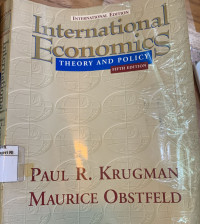 INTERNATIONAL EDITION
International
Economics
THEORY AND POLICY
FIFTH EDITION
PAUL R. KRUGMAN
MAURICE OBSTFELD